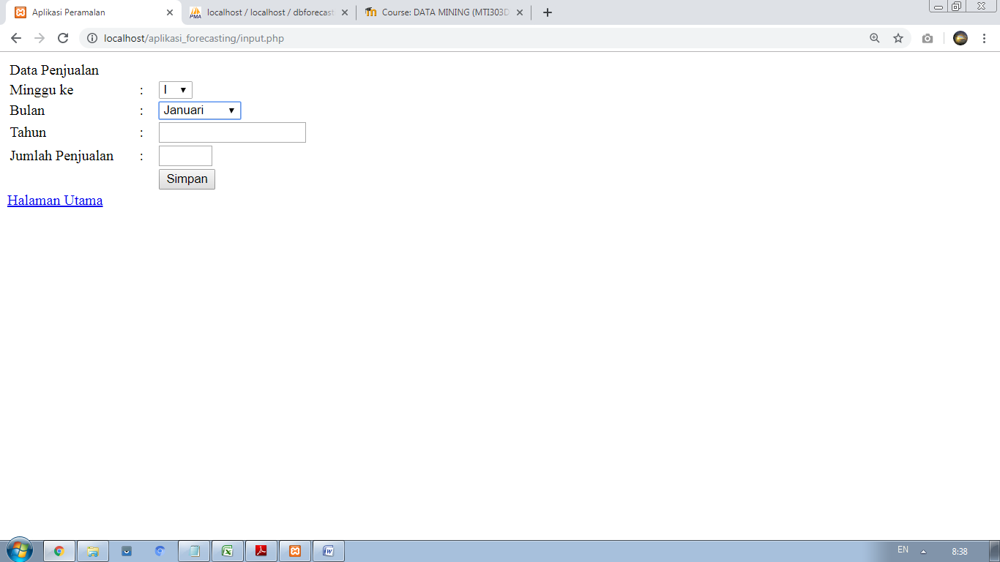 Aplikasi Peramalan
localhost / localhost / dbforecast
Course: DATA MINING (MTI303D
localhost/aplikasi_forecasting/input.php
Data Penjualan
Minggu ke : I
Bulan : Januari
Tahun :
Jumlah Penjualan :
Simpan
Halaman Utama
EN
8:38